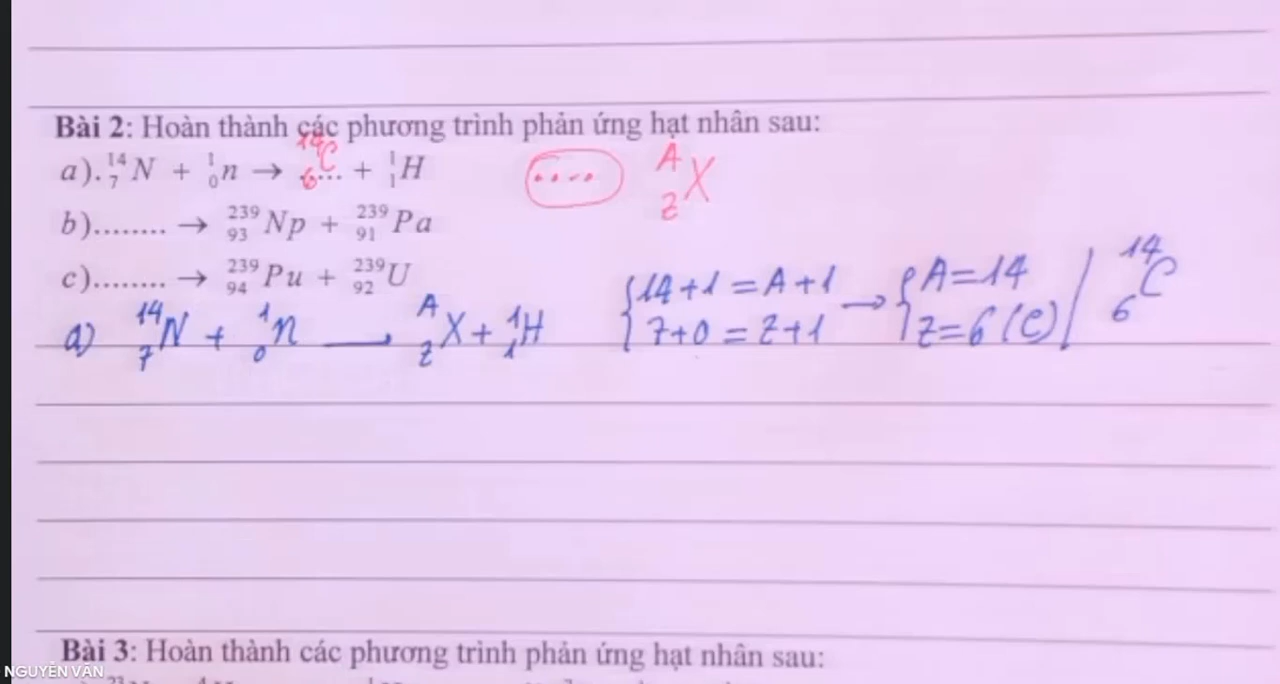 Bài 2: Hoàn thành các phương trình phản ứng hạt nhân sau:
a). ¹⁴₇N + ¹₀n → ¹⁴₆C... + ¹₁H .... ᴬ_Z X
b)........ → ²³⁹₉₃Np + ²³⁹₉₁Pa
c)........ → ²³⁹₉₄Pu + ²³⁹₉₂U
a) ¹⁴₇N + ¹₀n → ᴬ_Z X + ¹₁H { 14+1 = A+1 → { A=14 / ¹⁴₆C
7+0 = Z+1 Z=6 (C)
Bài 3: Hoàn thành các phương trình phản ứng hạt nhân sau:
NGUYỄN VĂN